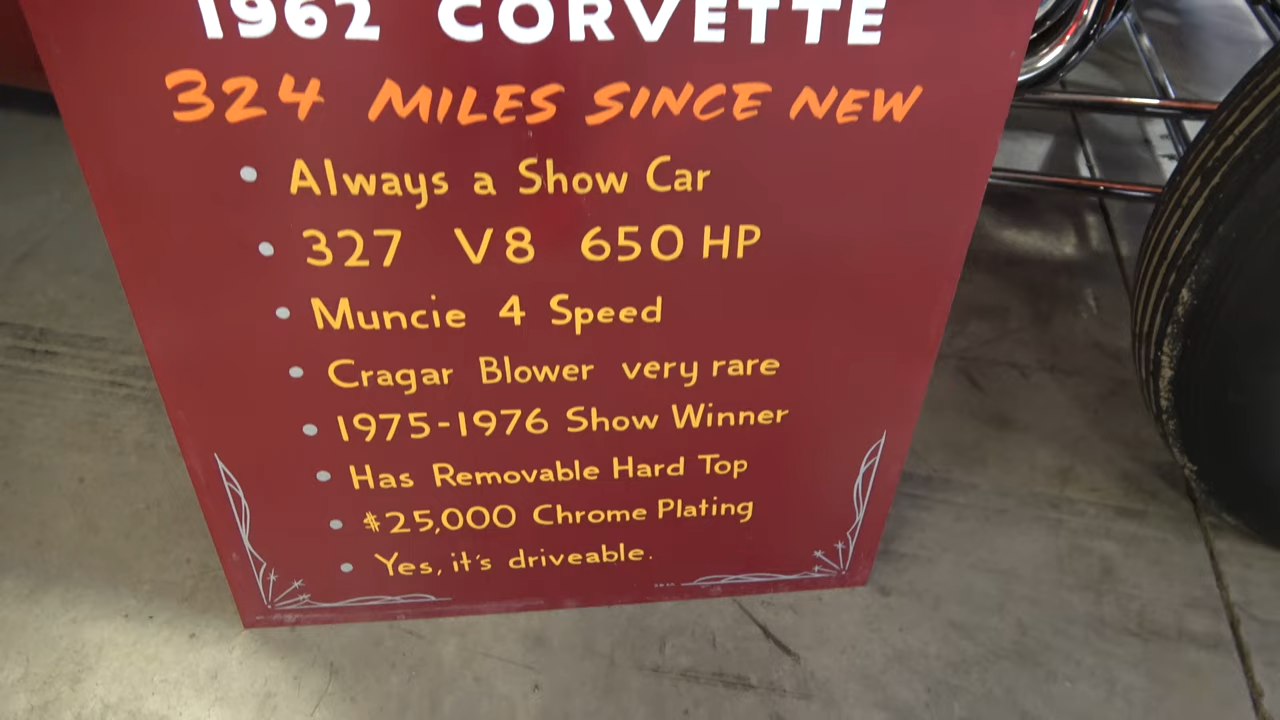 1962 CORVETTE
324 MILES SINCE NEW
• Always a Show Car
• 327 V8 650 HP
• Muncie 4 Speed
• Cragar Blower very rare
• 1975-1976 Show Winner
• Has Removable Hard Top
• $25,000 Chrome Plating
• Yes, it's driveable.